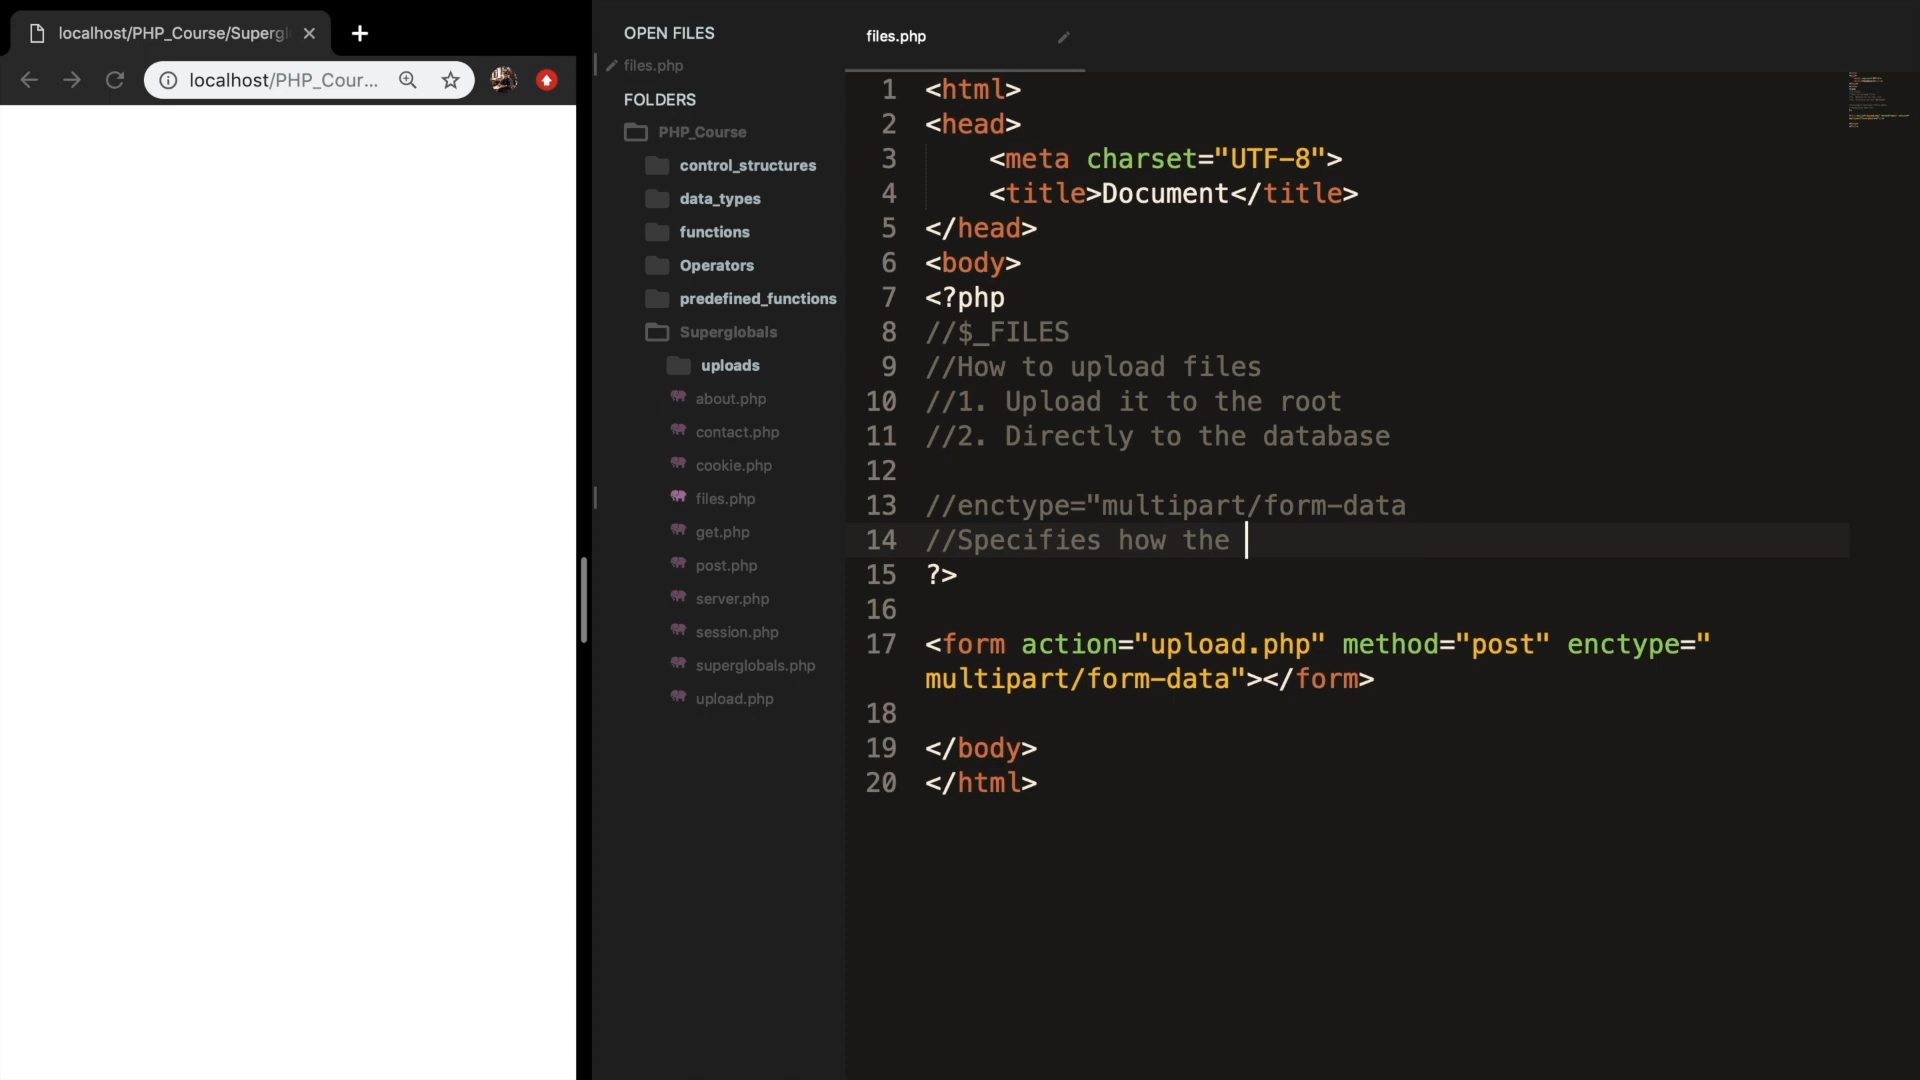 localhost/PHP_Course/Supergl
localhost/PHP_Cour...
OPEN FILES
files.php
FOLDERS
PHP_Course
control_structures
data_types
functions
Operators
predefined_functions
Superglobals
uploads
about.php
contact.php
cookie.php
files.php
get.php
post.php
server.php
session.php
superglobals.php
upload.php
files.php
1 <html>
2 <head>
3 <meta charset="UTF-8">
4 <title>Document</title>
5 </head>
6 <body>
7 <?php
8 //$_FILES
9 //How to upload files
10 //1. Upload it to the root
11 //2. Directly to the database
12
13 //enctype="multipart/form-data
14 //Specifies how the
15 ?>
16
17 <form action="upload.php" method="post" enctype="
multipart/form-data"></form>
18
19 </body>
20 </html>